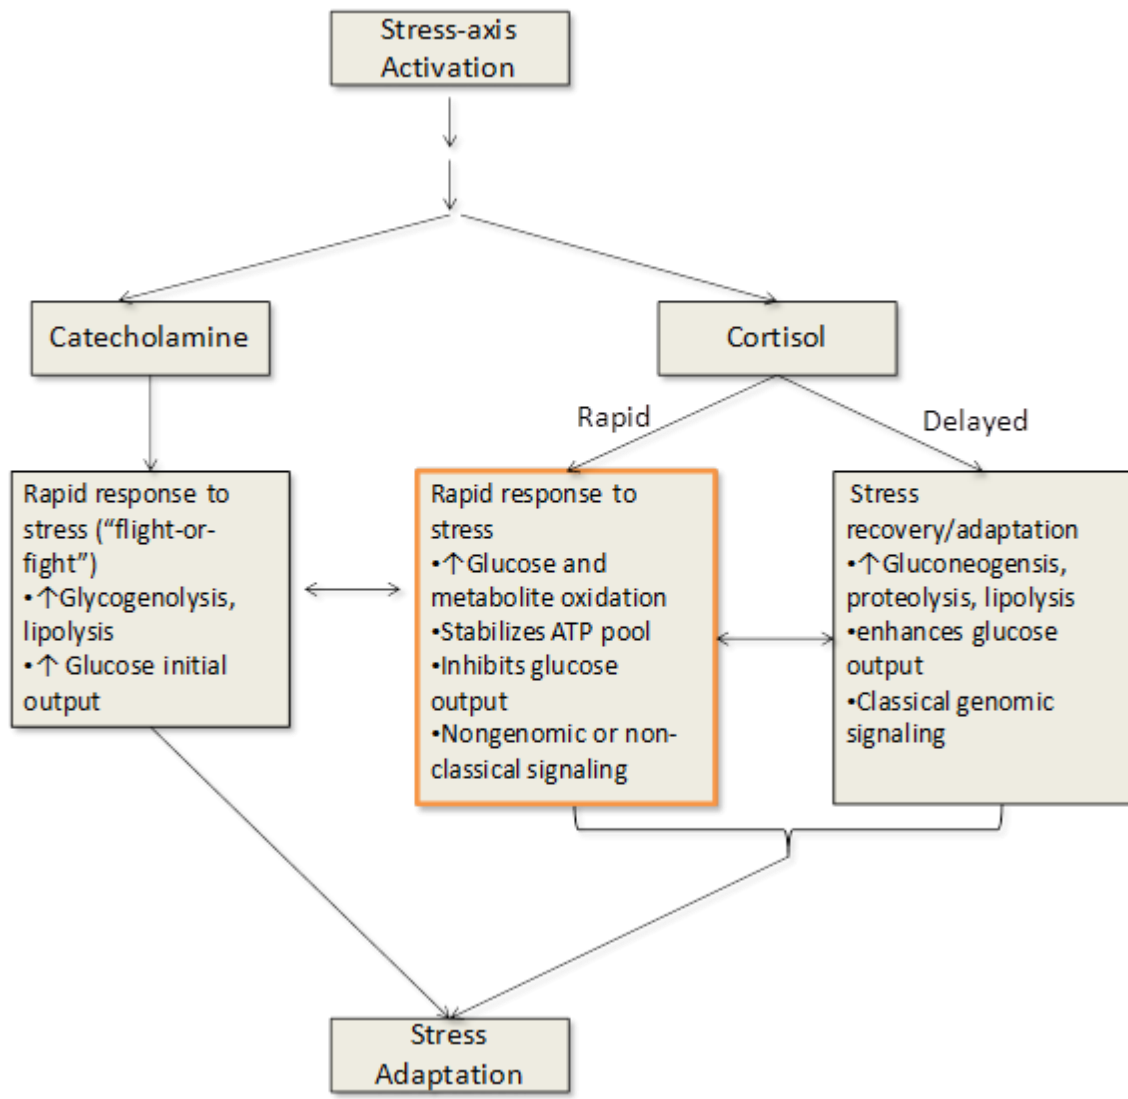 Stress-axis
Activation
Catecholamine
Cortisol
Rapid
Delayed
Rapid response to
stress (“flight-or-
fight”)
•↑Glycogenolysis,
lipolysis
•↑ Glucose initial
output
Rapid response to
stress
•↑Glucose and
metabolite oxidation
•Stabilizes ATP pool
•Inhibits glucose
output
•Nongenomic or non-
classical signaling
Stress
recovery/adaptation
•↑Gluconeogensis,
proteolysis, lipolysis
•enhances glucose
output
•Classical genomic
signaling
Stress
Adaptation